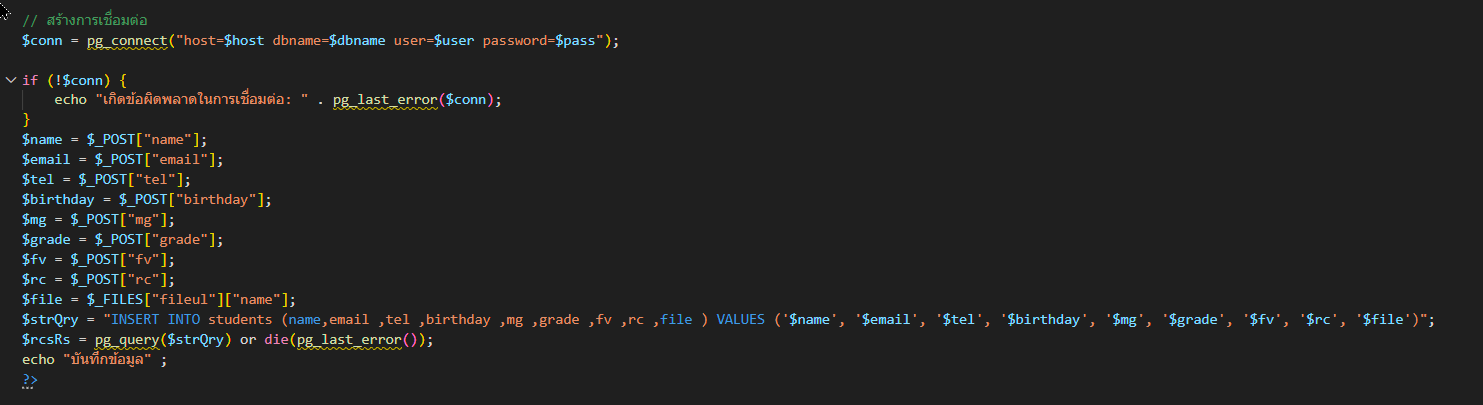 // สร้างการเชื่อมต่อ
$conn = pg_connect("host=$host dbname=$dbname user=$user password=$pass");
if (!$conn) {
echo "เกิดข้อผิดพลาดในการเชื่อมต่อ: " . pg_last_error($conn);
}
$name = $_POST["name"];
$email = $_POST["email"];
$tel = $_POST["tel"];
$birthday = $_POST["birthday"];
$mg = $_POST["mg"];
$grade = $_POST["grade"];
$fv = $_POST["fv"];
$rc = $_POST["rc"];
$file = $_FILES["fileul"]["name"];
$strQry = "INSERT INTO students (name,email ,tel ,birthday ,mg ,grade ,fv ,rc ,file ) VALUES ('$name', '$email', '$tel', '$birthday', '$mg', '$grade', '$fv', '$rc', '$file')";
$rcsRs = pg_query($strQry) or die(pg_last_error());
echo "บันทึกข้อมูล" ;
?>